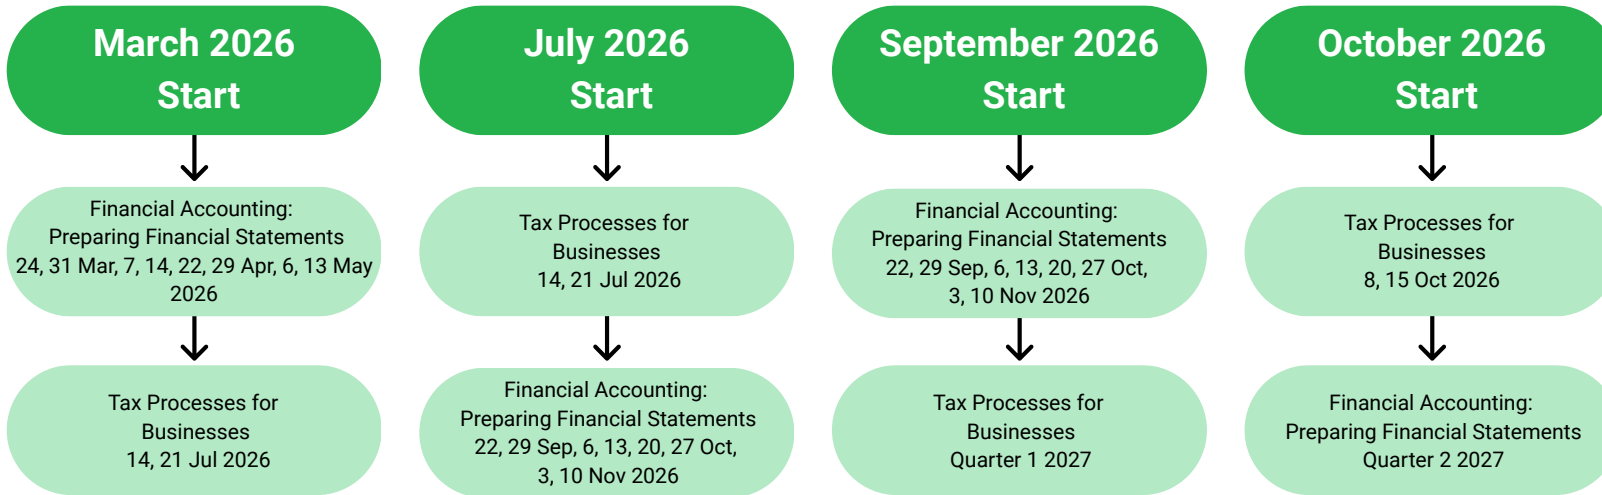 March 2026
Start
Financial Accounting:
Preparing Financial Statements
24, 31 Mar, 7, 14, 22, 29 Apr, 6, 13 May
2026
Tax Processes for
Businesses
14, 21 Jul 2026
July 2026
Start
Tax Processes for
Businesses
14, 21 Jul 2026
Financial Accounting:
Preparing Financial Statements
22, 29 Sep, 6, 13, 20, 27 Oct,
3, 10 Nov 2026
September 2026
Start
Financial Accounting:
Preparing Financial Statements
22, 29 Sep, 6, 13, 20, 27 Oct,
3, 10 Nov 2026
Tax Processes for
Businesses
Quarter 1 2027
October 2026
Start
Tax Processes for
Businesses
8, 15 Oct 2026
Financial Accounting:
Preparing Financial Statements
Quarter 2 2027